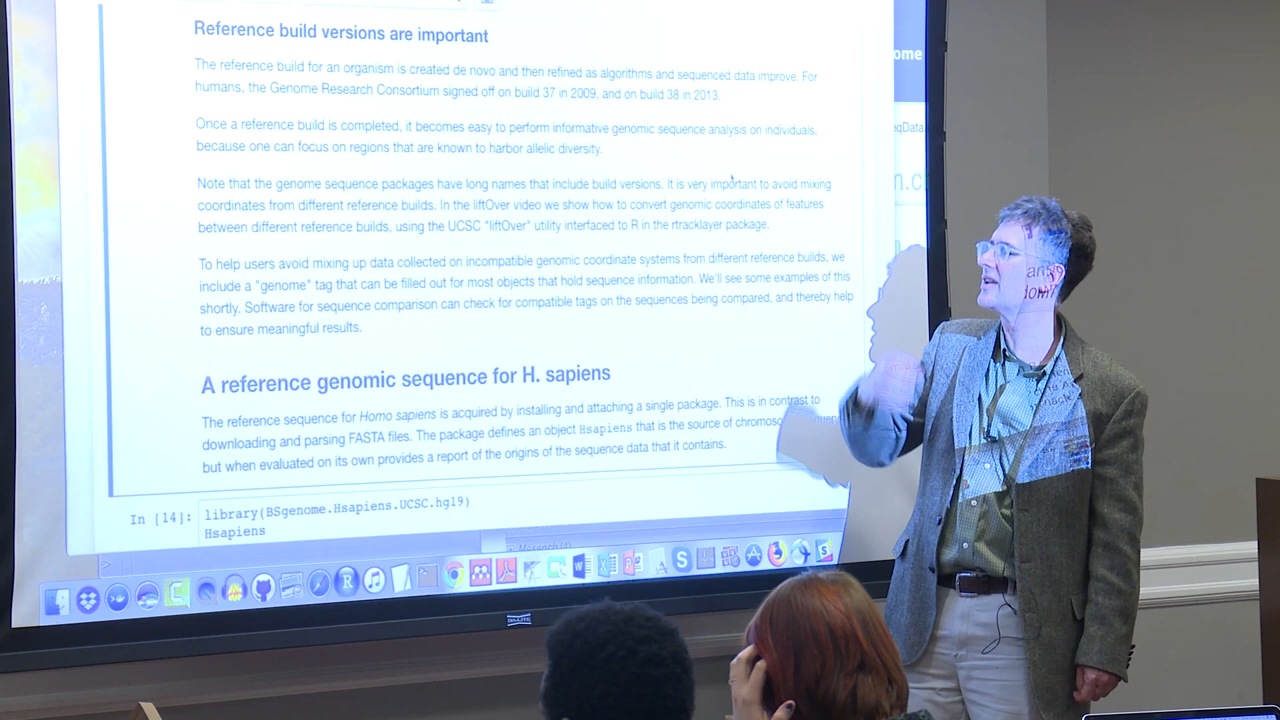 Reference build versions are important
ome
The reference build for an organism is created de novo and then refined as algorithms and sequenced data improve. For
humans, the Genome Research Consortium signed off on build 37 in 2009, and on build 38 in 2013.
Once a reference build is completed, it becomes easy to perform informative genomic sequence analysis on individuals,
because one can focus on regions that are known to harbor allelic diversity.
eqData
n.c
Note that the genome sequence packages have long names that include build versions. It is very important to avoid mixing
coordinates from different reference builds. In the liftOver video we show how to convert genomic coordinates of features
between different reference builds, using the UCSC "liftOver" utility interfaced to R in the rtracklayer package.
To help users avoid mixing up data collected on incompatible genomic coordinate systems from different reference builds, we
include a "genome" tag that can be filled out for most objects that hold sequence information. We'll see some examples of this
shortly. Software for sequence comparison can check for compatible tags on the sequences being compared, and thereby help
to ensure meaningful results.
A reference genomic sequence for H. sapiens
The reference sequence for Homo sapiens is acquired by installing and attaching a single package. This is in contrast to
downloading and parsing FASTA files. The package defines an object Hsapiens that is the source of chromoso
but when evaluated on its own provides a report of the origins of the sequence data that it contains.
In [14]: library(BSgenome.Hsapiens.UCSC.hg19)
Hsapiens
DA-LITE